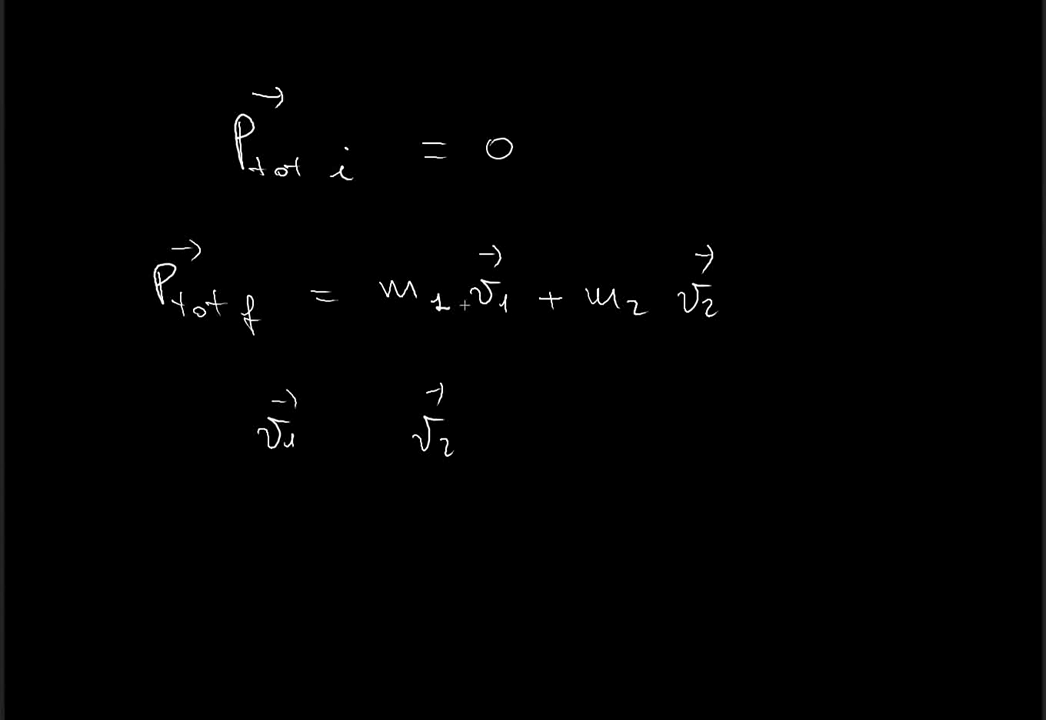 P⃗tot i = 0
P⃗tot f = m1 + v⃗1 + m2 v⃗2
v⃗1 v⃗2